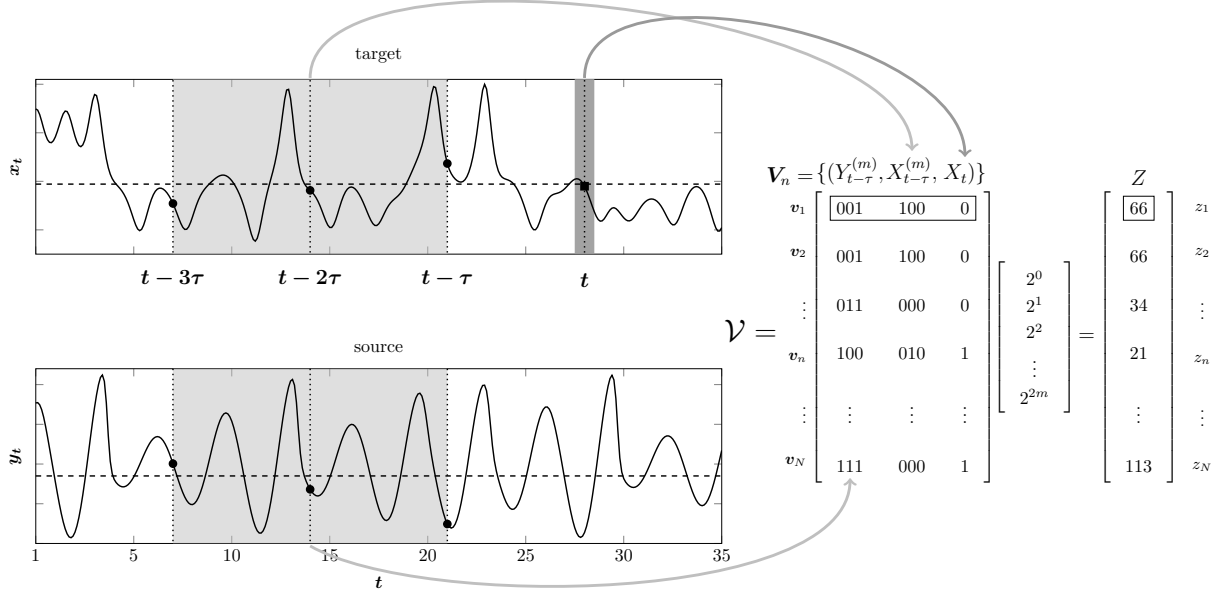 target
x_t
t − 3τ t − 2τ t − τ t
source
y_t
1 5 10 15 20 25 30 35
t
V_n = {(Y_{t−τ}^{(m)}, X_{t−τ}^{(m)}, X_t)} Z
v_1 001 100 0 66 z_1
v_2 001 100 0 66 z_2
⋮ 011 000 0 34 ⋮
v_n 100 010 1 21 z_n
⋮ ⋮ ⋮ ⋮ ⋮ ⋮
v_N 111 000 1 113 z_N
𝒱 = =
2^0
2^1
2^2
⋮
2^{2m}